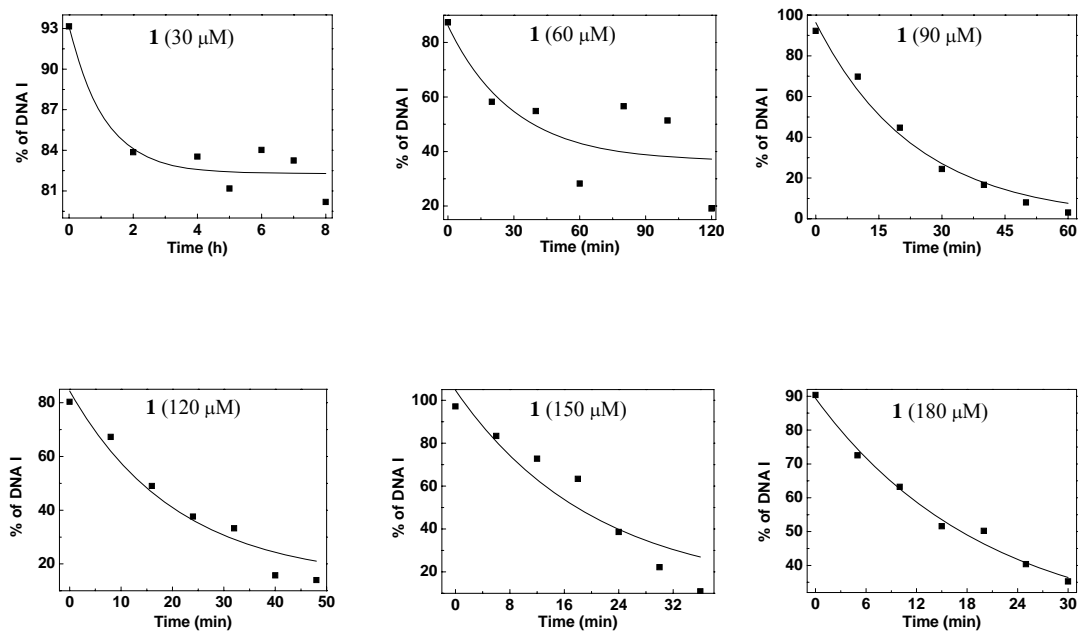 1 (30 μM)
% of DNA I
93
93
87
84
81
0 2 4 6 8
Time (h)
1 (60 μM)
% of DNA I
80
60
40
20
0 30 60 90 120
Time (min)
1 (90 μM)
% of DNA I
100
80
60
40
20
0
0 15 30 45 60
Time (min)
1 (120 μM)
% of DNA I
80
60
40
20
0 10 20 30 40 50
Time (min)
1 (150 μM)
% of DNA I
100
80
60
40
20
0 8 16 24 32
Time (min)
1 (180 μM)
% of DNA I
90
80
70
60
50
40
0 6 12 18 24 30
Time (min)